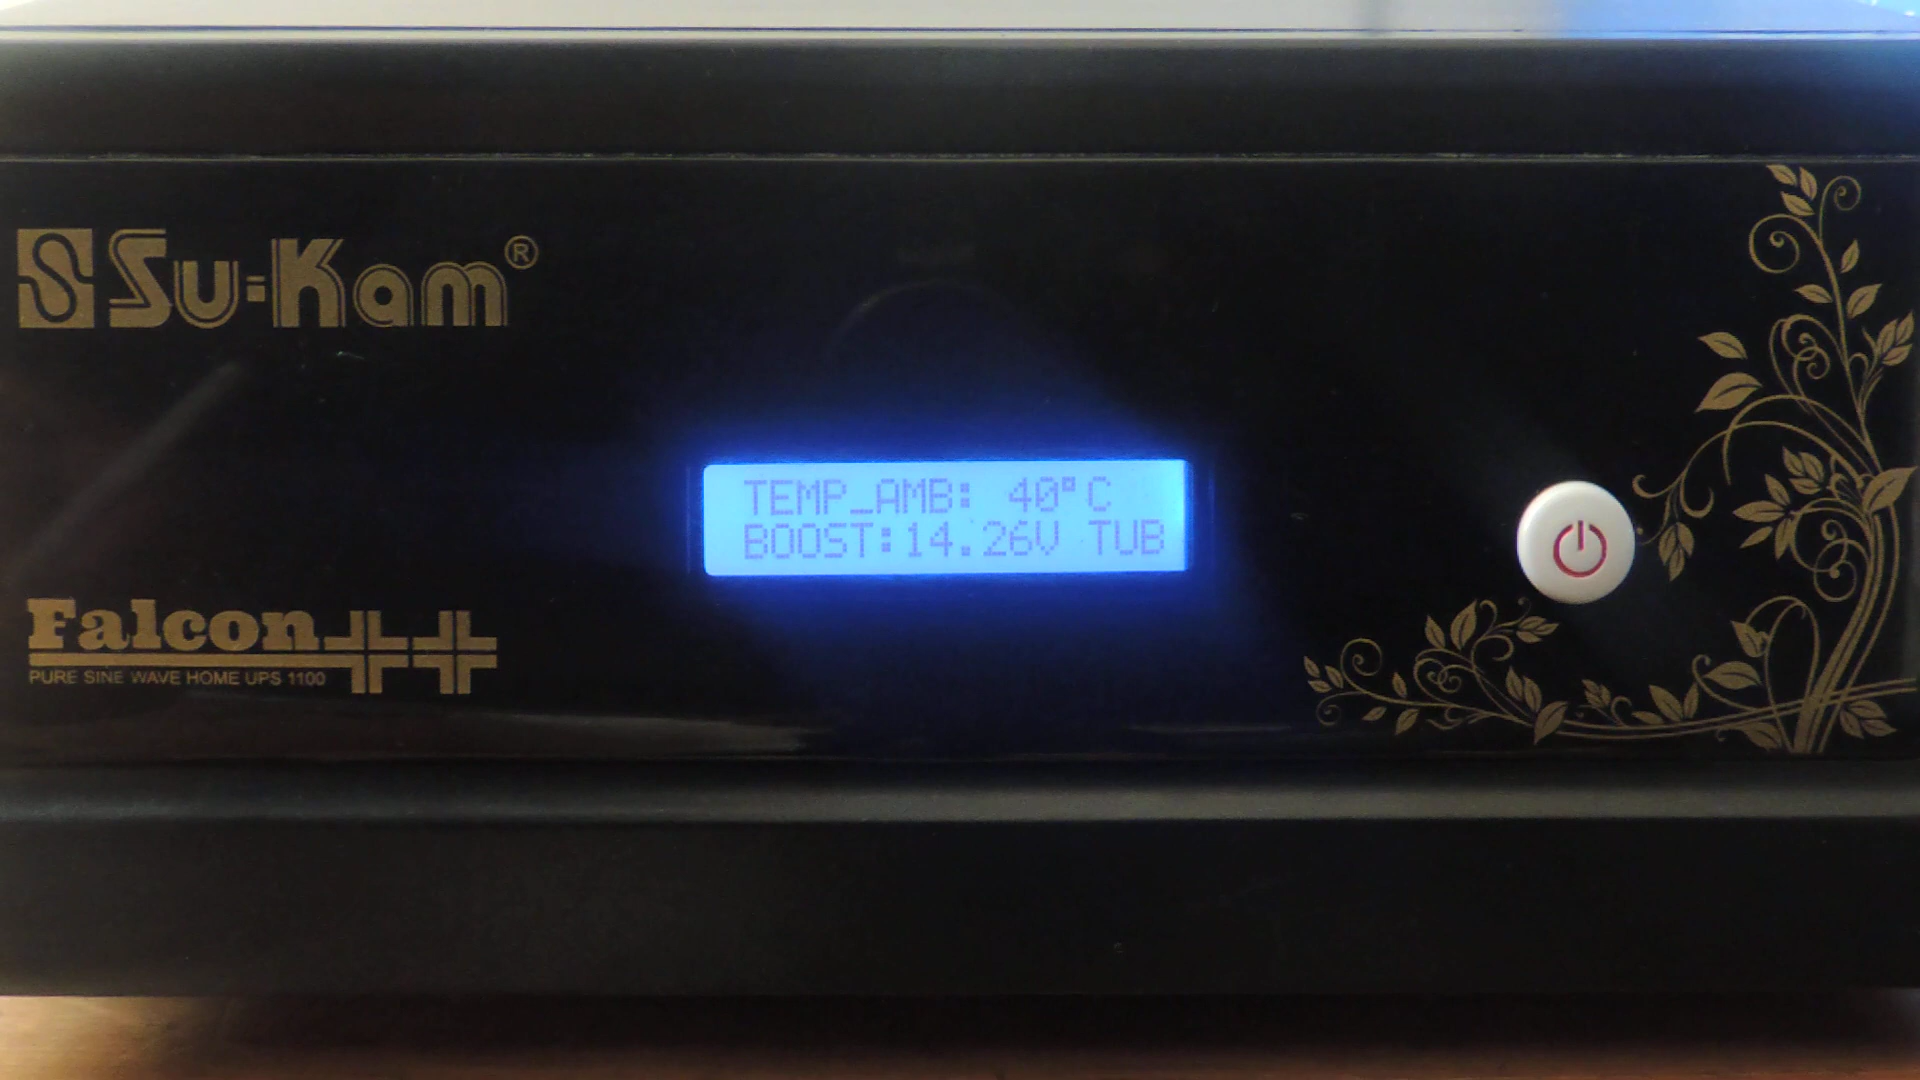 Su-Kam®
TEMP_AMB: 40°C
BOOST:14.26V TUB
Falcon++
PURE SINE WAVE HOME UPS 1100